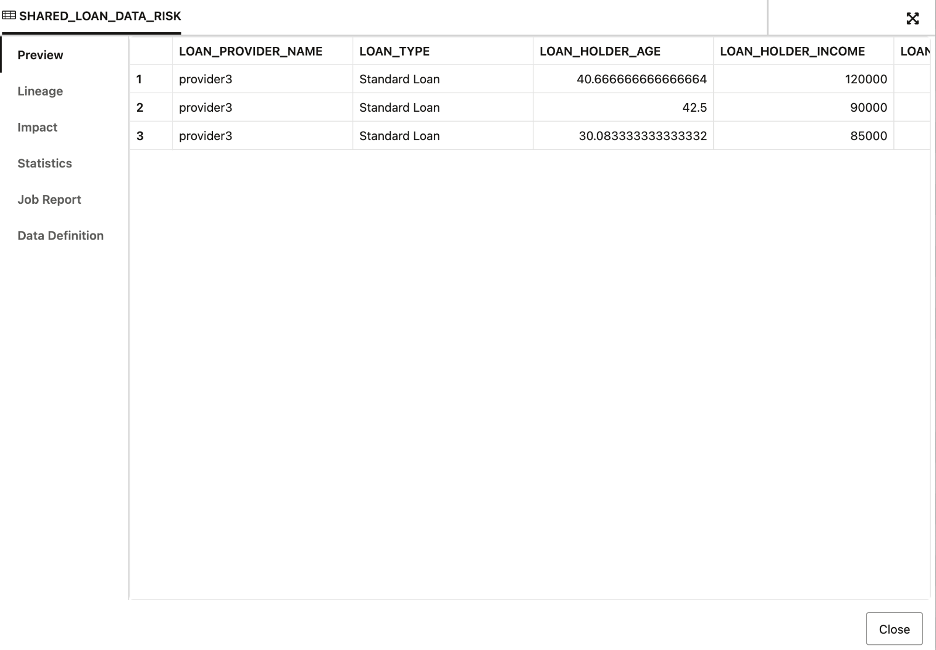 SHARED_LOAN_DATA_RISK
Preview
Lineage
Impact
Statistics
Job Report
Data Definition
LOAN_PROVIDER_NAME LOAN_TYPE LOAN_HOLDER_AGE LOAN_HOLDER_INCOME LOAN
1 provider3 Standard Loan 40.666666666666664 120000
2 provider3 Standard Loan 42.5 90000
3 provider3 Standard Loan 30.083333333333332 85000
Close